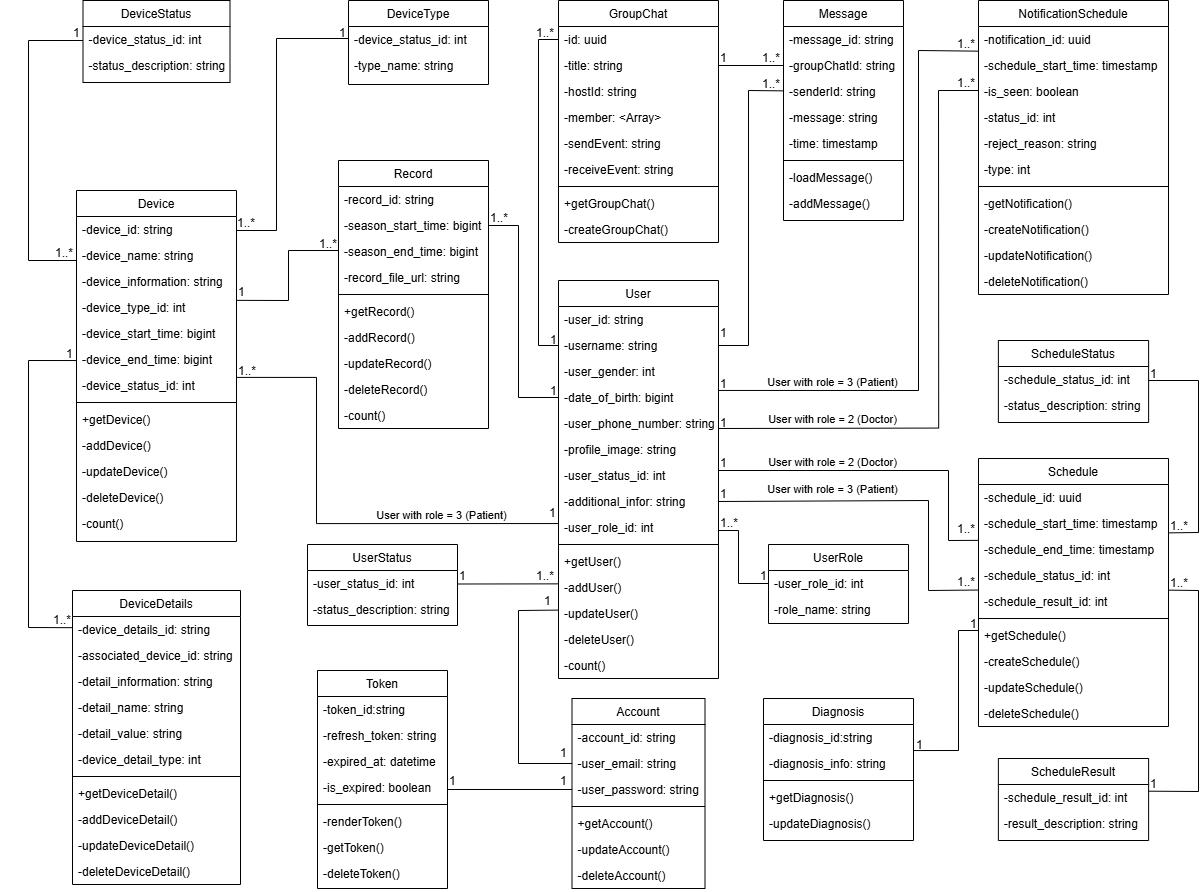 DeviceStatus
-device_status_id: int
-status_description: string
1
1..*
DeviceType
-device_status_id: int
-type_name: string
1
1..*
GroupChat
-id: uuid
-title: string
-hostId: string
-member: <Array>
-sendEvent: string
-receiveEvent: string
+getGroupChat()
-createGroupChat()
1..*
1
1
1..*
Message
-message_id: string
-groupChatId: string
-senderId: string
-message: string
-time: timestamp
-loadMessage()
-addMessage()
1..*
1
NotificationSchedule
-notification_id: uuid
-schedule_start_time: timestamp
-is_seen: boolean
-status_id: int
-reject_reason: string
-type: int
-getNotification()
-createNotification()
-updateNotification()
-deleteNotification()
1..*
1..*
Device
-device_id: string
-device_name: string
-device_information: string
-device_type_id: int
-device_start_time: bigint
-device_end_time: bigint
-device_status_id: int
+getDevice()
-addDevice()
-updateDevice()
-deleteDevice()
-count()
1
1..*
1
1..*
Record
-record_id: string
-season_start_time: bigint
-season_end_time: bigint
-record_file_url: string
+getRecord()
-addRecord()
-updateRecord()
-deleteRecord()
-count()
1..*
1
User
-user_id: string
-username: string
-user_gender: int
-date_of_birth: bigint
-user_phone_number: string
-profile_image: string
-user_status_id: int
-additional_infor: string
-user_role_id: int
+getUser()
-addUser()
-updateUser()
-deleteUser()
-count()
1
User with role = 3 (Patient)
1
User with role = 2 (Doctor)
1
User with role = 2 (Doctor)
1..*
1
User with role = 3 (Patient)
1..*
User with role = 3 (Patient)
1
ScheduleStatus
-schedule_status_id: int
-status_description: string
1
1..*
Schedule
-schedule_id: uuid
-schedule_start_time: timestamp
-schedule_end_time: timestamp
-schedule_status_id: int
-schedule_result_id: int
+getSchedule()
-createSchedule()
-updateSchedule()
-deleteSchedule()
1..*
1
UserStatus
-user_status_id: int
-status_description: string
1
1..*
UserRole
-user_role_id: int
-role_name: string
1..*
1
DeviceDetails
-device_details_id: string
-associated_device_id: string
-detail_information: string
-detail_name: string
-detail_value: string
-device_detail_type: int
+getDeviceDetail()
-addDeviceDetail()
-updateDeviceDetail()
-deleteDeviceDetail()
1..*
Token
-token_id:string
-refresh_token: string
-expired_at: datetime
-is_expired: boolean
-renderToken()
-getToken()
-deleteToken()
1
1
Account
-account_id: string
-user_email: string
-user_password: string
+getAccount()
-updateAccount()
-deleteAccount()
1
1
Diagnosis
-diagnosis_id:string
-diagnosis_info: string
+getDiagnosis()
-updateDiagnosis()
1
ScheduleResult
-schedule_result_id: int
-result_description: string
1